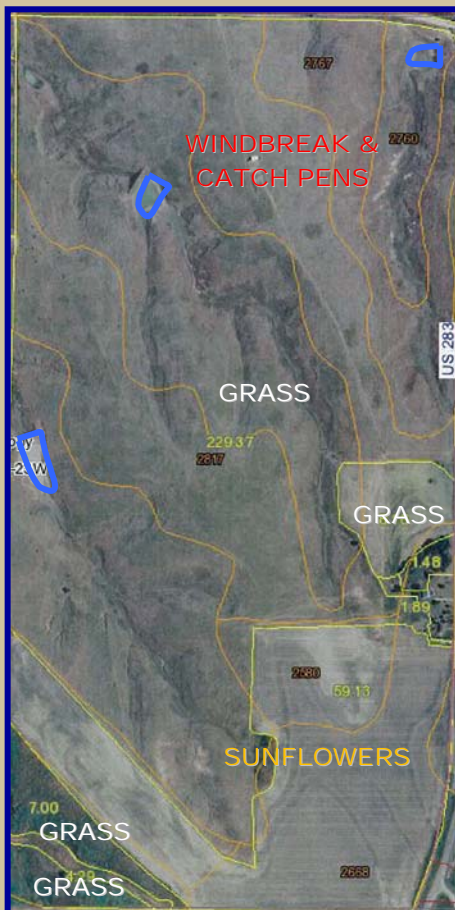 2767
2760
WINDBREAK &
CATCH PENS
US 283
GRASS
229.37
2817
-23W
GRASS
1.48
1.89
2580
59.13
SUNFLOWERS
7.00
GRASS
GRASS
2668